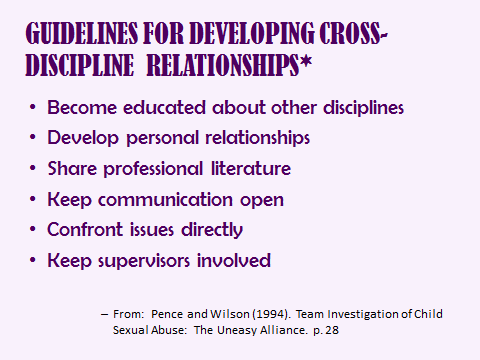 GUIDELINES FOR DEVELOPING CROSS-
DISCIPLINE RELATIONSHIPS*
• Become educated about other disciplines
• Develop personal relationships
• Share professional literature
• Keep communication open
• Confront issues directly
• Keep supervisors involved
– From: Pence and Wilson (1994). Team Investigation of Child
Sexual Abuse: The Uneasy Alliance. p. 28